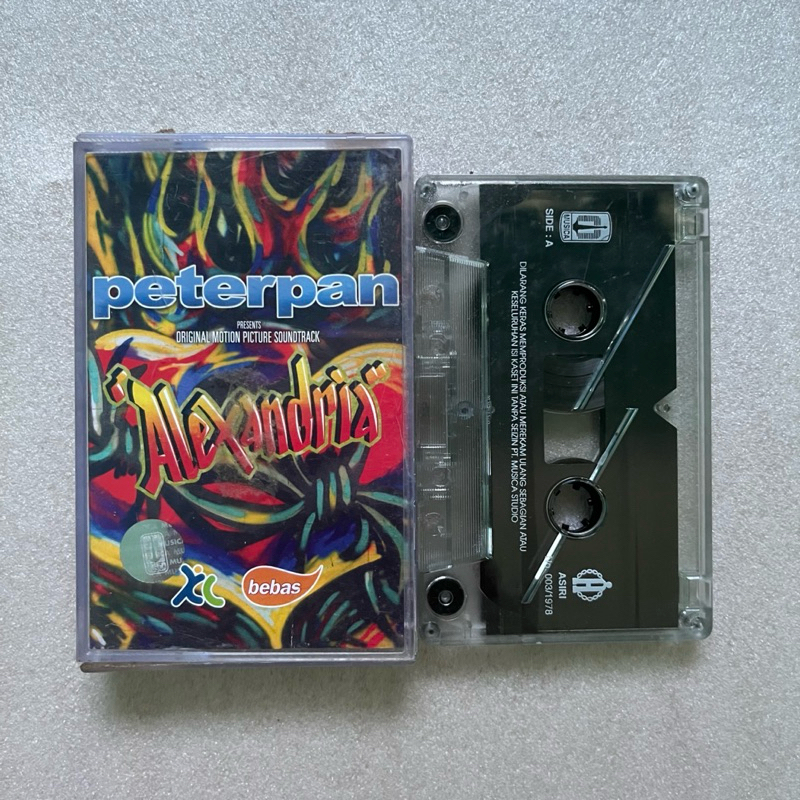 peterpan
PRESENTS
ORIGINAL MOTION PICTURE SOUNDTRACK
"Alexandria"
XL
bebas
MUSICA
SIDE : A
DILARANG KERAS MEMPRODUKSI ATAU MEREKAM ULANG SEBAGIAN ATAU
KESELURUHAN ISI KASET INI TANPA SEIZIN PT. MUSICA STUDIO
ASIRI
003/1978